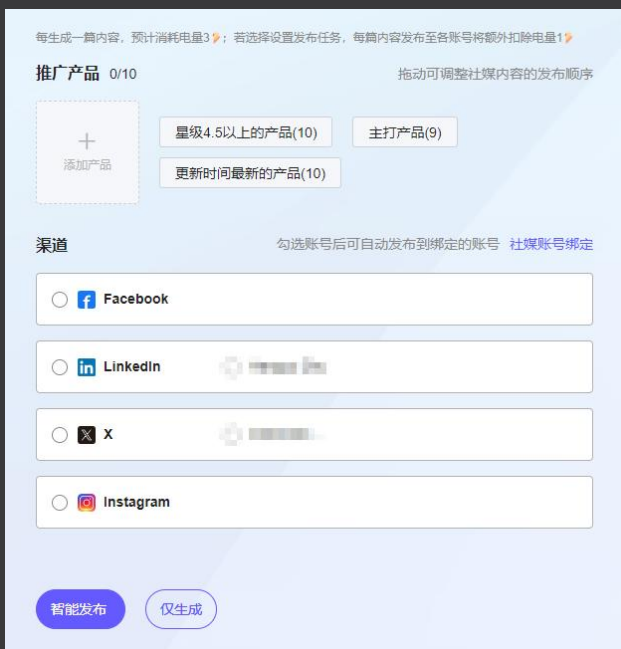 每生成一篇内容，预计消耗电量3；若选择设置发布任务，每篇内容发布至各账号将额外扣除电量1
推广产品 0/10 拖动可调整社媒内容的发布顺序
星级4.5以上的产品(10) 主打产品(9)
添加产品
更新时间最新的产品(10)
渠道 勾选账号后可自动发布到绑定的账号 社媒账号绑定
Facebook
LinkedIn
X
Instagram
智能发布 仅生成